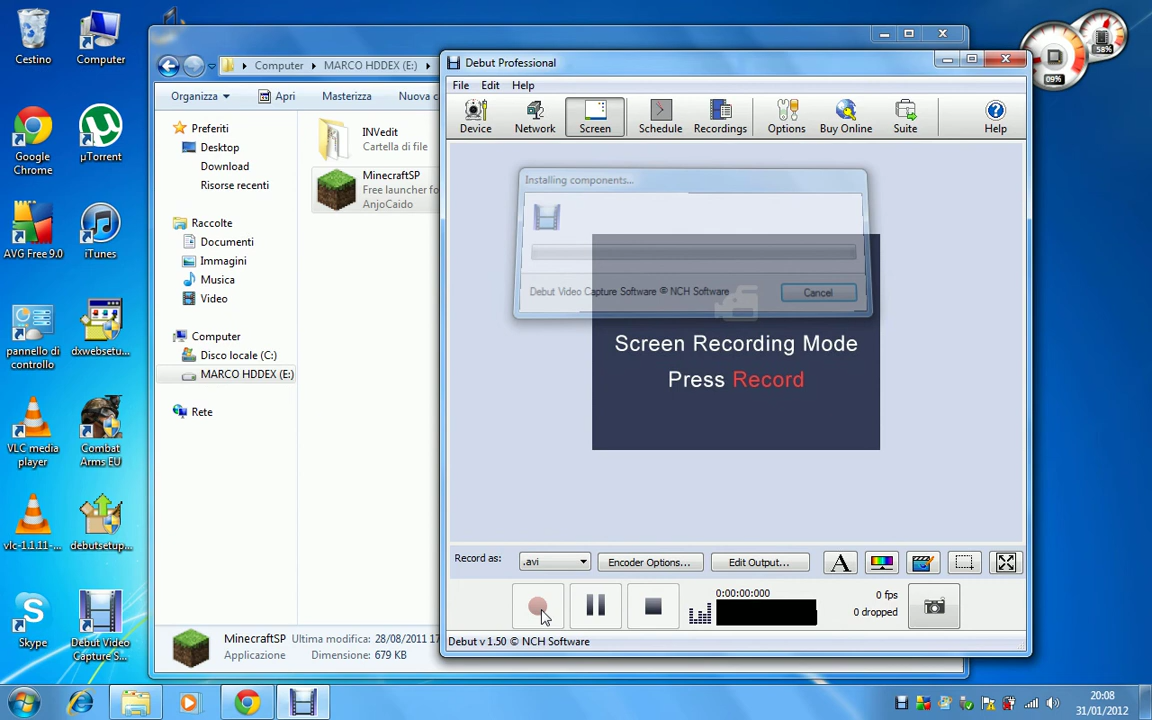 Cestino
Computer
Google Chrome
µTorrent
AVG Free 9.0
iTunes
pannello di controllo
dxwebsetu...
VLC media player
Combat Arms EU
vlc-1.1.11-...
debutsetup...
Skype
Debut Video Capture S...
Computer
MARCO HDDEX (E:)
Organizza
Apri
Masterizza
Nuova c
Preferiti
Desktop
Download
Risorse recenti
Raccolte
Documenti
Immagini
Musica
Video
Computer
Disco locale (C:)
MARCO HDDEX (E:)
Rete
INVedit
Cartella di file
MinecraftSP
Free launcher fo
AnjoCaido
MinecraftSP Ultima modifica: 28/08/2011 17
Applicazione Dimensione: 679 KB
Debut Professional
File Edit Help
Device Network Screen Schedule Recordings Options Buy Online Suite Help
Installing components...
Debut Video Capture Software © NCH Software
Cancel
Screen Recording Mode
Press Record
Record as: .avi Encoder Options... Edit Output... A
0:00:00:000
0 fps
0 dropped
Debut v 1.50 © NCH Software
09%
58%
20:08
31/01/2012